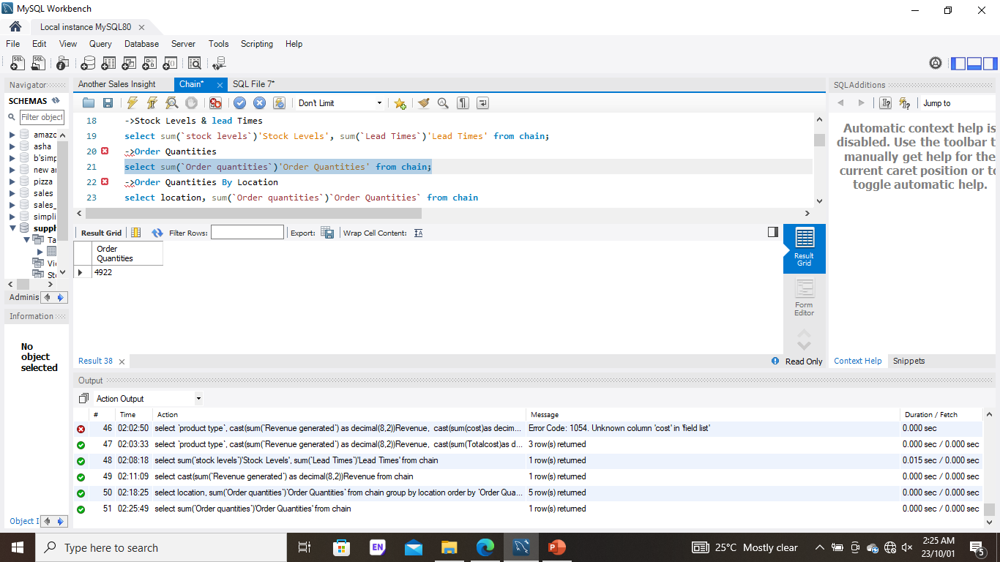 MySQL Workbench
Local instance MySQL80
File Edit View Query Database Server Tools Scripting Help
Navigator
SCHEMAS
Filter object
amazo
asha
b'simp
new ar
pizza
sales
sales_
simpli
suppl
Ta
Vi
St
Adminis
Information
No
object
selected
Object I
Another Sales Insight Chain* SQL File 7*
Don't Limit
18 ->Stock Levels & lead Times
19 select sum(`stock levels`)'Stock Levels', sum(`Lead Times`)'Lead Times' from chain;
20 ->Order Quantities
21 select sum(`Order quantities`)'Order Quantities' from chain;
22 ->Order Quantities By Location
23 select location, sum(`Order quantities`)`Order Quantities` from chain
Result Grid Filter Rows: Export: Wrap Cell Content:
Order
Quantities
4922
Result
Grid
Form
Editor
Result 38
Read Only
SQLAdditions
Jump to
Automatic context help is
disabled. Use the toolbar t
manually get help for the
current caret position or to
toggle automatic help.
Context Help Snippets
Output
Action Output
# Time Action Message Duration / Fetch
46 02:02:50 select `product type`, cast(sum(`Revenue generated`) as decimal(8,2))Revenue, cast(sum(cost)as decim... Error Code: 1054. Unknown column 'cost' in 'field list' 0.000 sec
47 02:03:33 select `product type`, cast(sum(`Revenue generated`) as decimal(8,2))Revenue, cast(sum(Totalcost)as d... 3 row(s) returned 0.000 sec / 0.000 sec
48 02:08:18 select sum(`stock levels`)'Stock Levels', sum(`Lead Times`)'Lead Times' from chain 1 row(s) returned 0.015 sec / 0.000 sec
49 02:11:09 select cast(sum(`Revenue generated`) as decimal(8,2))Revenue from chain 1 row(s) returned 0.000 sec / 0.000 sec
50 02:18:25 select location, sum(`Order quantities`)`Order Quantities` from chain group by location order by `Order Qua... 5 row(s) returned 0.000 sec / 0.000 sec
51 02:25:49 select sum(`Order quantities`)'Order Quantities' from chain 1 row(s) returned 0.000 sec / 0.000 sec
Type here to search
EN
25°C Mostly clear
2:25 AM
23/10/01
5